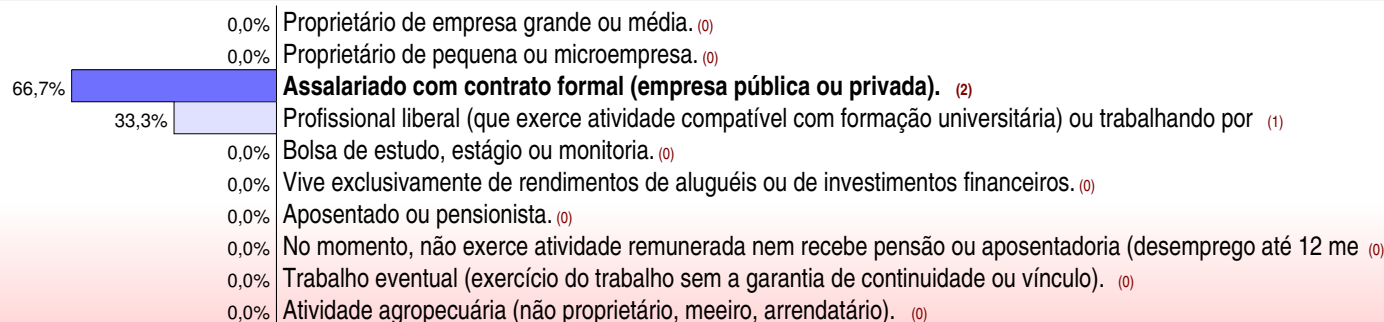 0,0% Proprietário de empresa grande ou média. (0)
0,0% Proprietário de pequena ou microempresa. (0)
66,7% Assalariado com contrato formal (empresa pública ou privada). (2)
33,3% Profissional liberal (que exerce atividade compatível com formação universitária) ou trabalhando por (1)
0,0% Bolsa de estudo, estágio ou monitoria. (0)
0,0% Vive exclusivamente de rendimentos de aluguéis ou de investimentos financeiros. (0)
0,0% Aposentado ou pensionista. (0)
0,0% No momento, não exerce atividade remunerada nem recebe pensão ou aposentadoria (desemprego até 12 me (0)
0,0% Trabalho eventual (exercício do trabalho sem a garantia de continuidade ou vínculo). (0)
0,0% Atividade agropecuária (não proprietário, meeiro, arrendatário). (0)